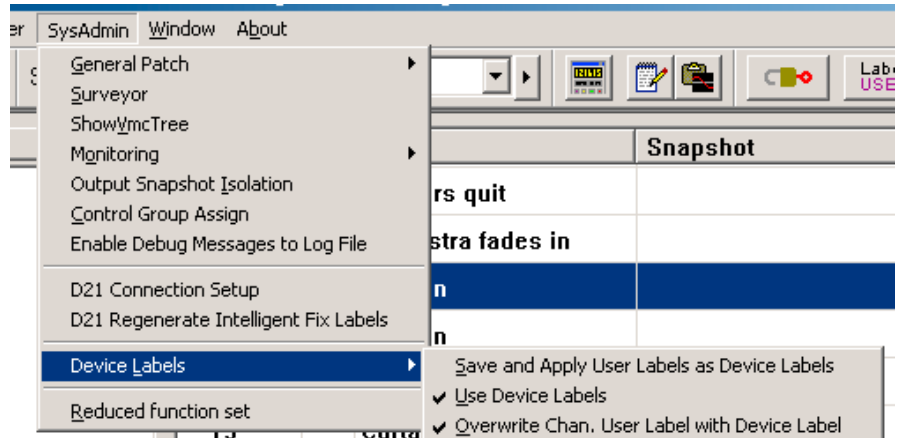 er SysAdmin Window About
General Patch
Surveyor
ShowVmcTree
Monitoring
Output Snapshot Isolation
Control Group Assign
Enable Debug Messages to Log File
D21 Connection Setup
D21 Regenerate Intelligent Fix Labels
Device Labels
Reduced function set
Save and Apply User Labels as Device Labels
Use Device Labels
Overwrite Chan. User Label with Device Label
Lab
USE
Snapshot
rs quit
stra fades in
n
n